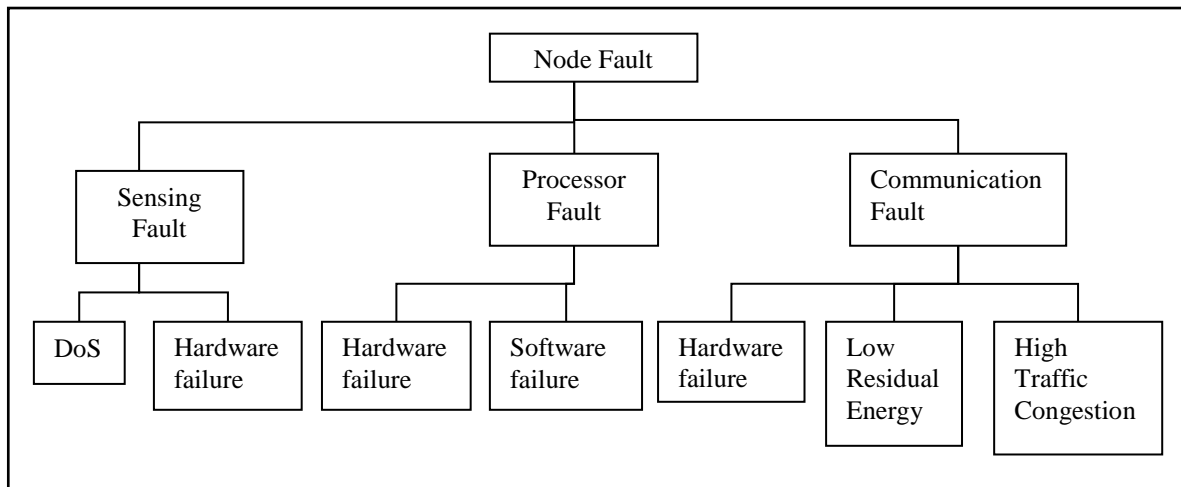 Node Fault
Sensing
Fault
Processor
Fault
Communication
Fault
DoS
Hardware
failure
Hardware
failure
Software
failure
Hardware
failure
Low
Residual
Energy
High
Traffic
Congestion